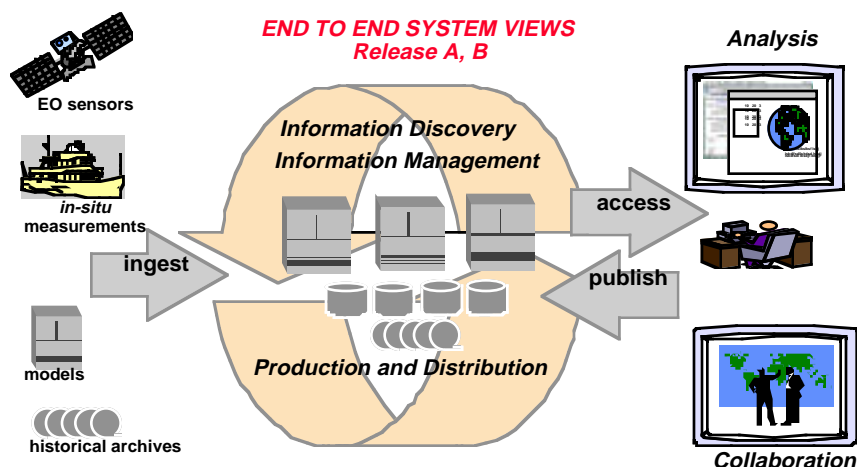 END TO END SYSTEM VIEWS
Release A, B
Analysis
EO sensors
Information Discovery
Information Management
in-situ
measurements
access
ingest
publish
models
Production and Distribution
historical archives
Collaboration